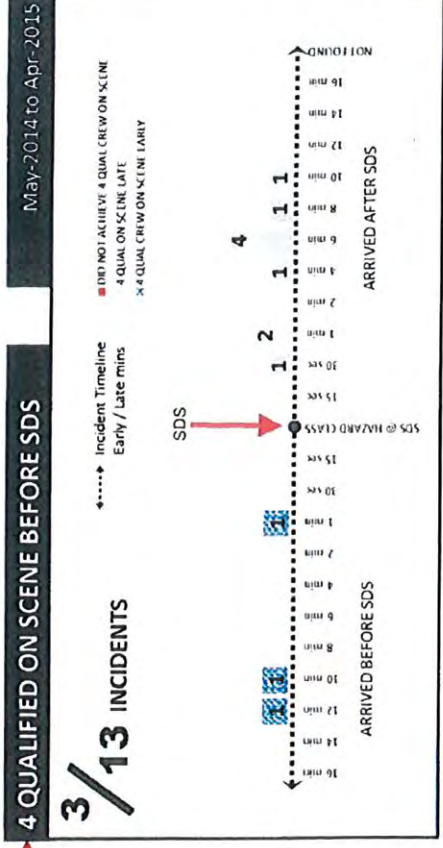 4 QUALIFIED ON SCENE BEFORE SDS
May-2014 to Apr-2015
3/13 INCIDENTS
Incident Timeline
Early / Late mins
DID NOT ACHIEVE 4 QUAL CREW ON SCENE
4 QUAL ON SCENE LATE
4 QUAL CREW ON SCENE EARLY
SDS
1 1 1 1 2 1 4 1 1
16 min 14 min 12 min 10 min 8 min 6 min 4 min 2 min 1 min 30 sec 15 sec SDS @ HAZARD CLASS 15 sec 30 sec 1 min 2 min 4 min 6 min 8 min 10 min 12 min 14 min 16 min NOT FOUND
ARRIVED BEFORE SDS
ARRIVED AFTER SDS